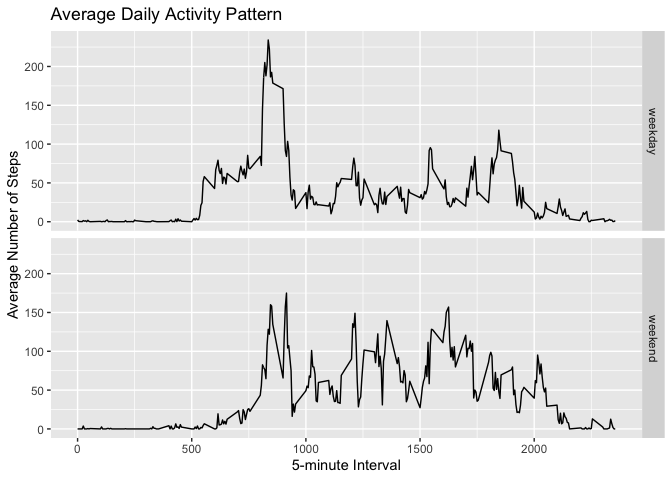 Average Daily Activity Pattern
Average Number of Steps
200
150
100
50
0
weekday
200
150
100
50
0
weekend
0 500 1000 1500 2000
5-minute Interval